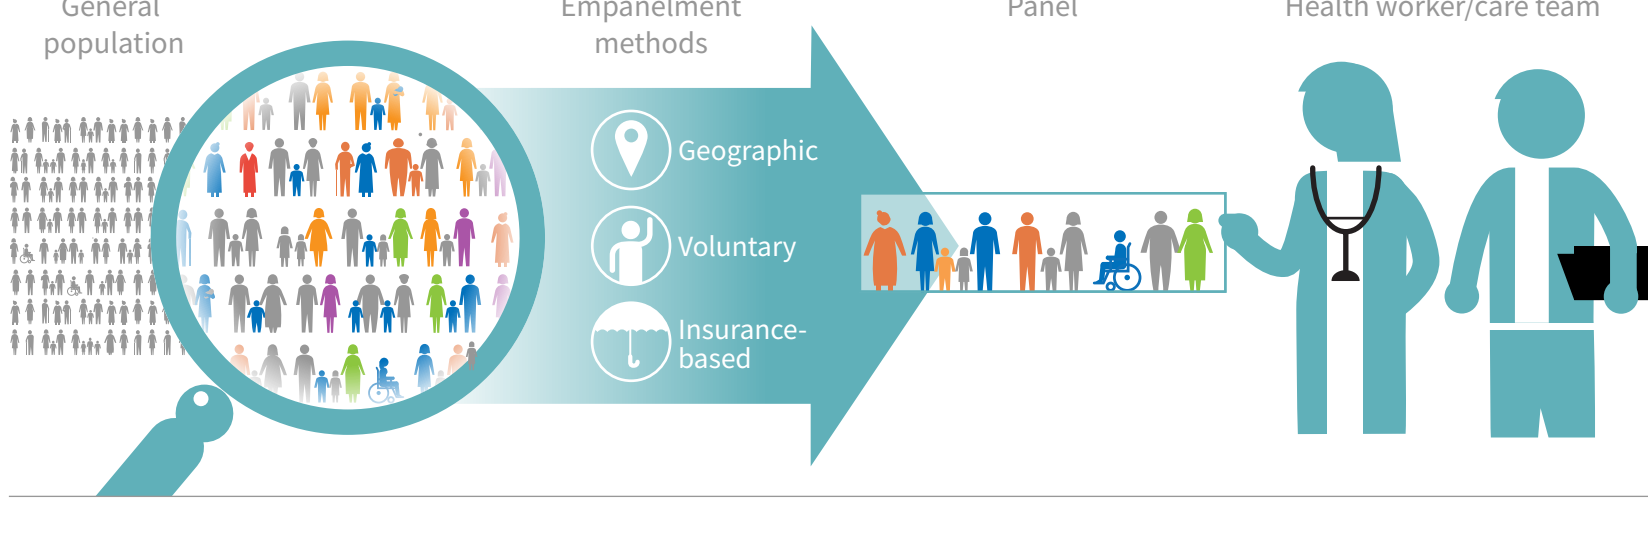 General
population
Empanelment
methods
Panel
Health worker/care team
Geographic
Voluntary
Insurance-
based